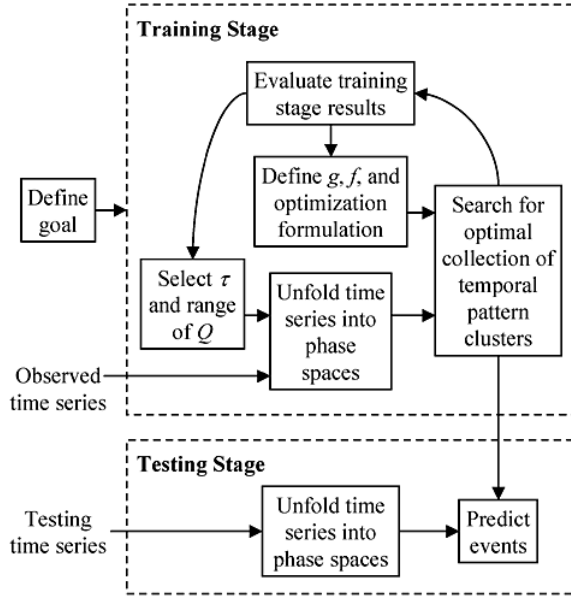 Training Stage
Evaluate training
stage results
Define g, f, and
optimization
formulation
Define
goal
Search for
optimal
collection of
temporal
pattern
clusters
Select τ
and range
of Q
Unfold time
series into
phase
spaces
Observed
time series
Testing Stage
Testing
time series
Unfold time
series into
phase spaces
Predict
events